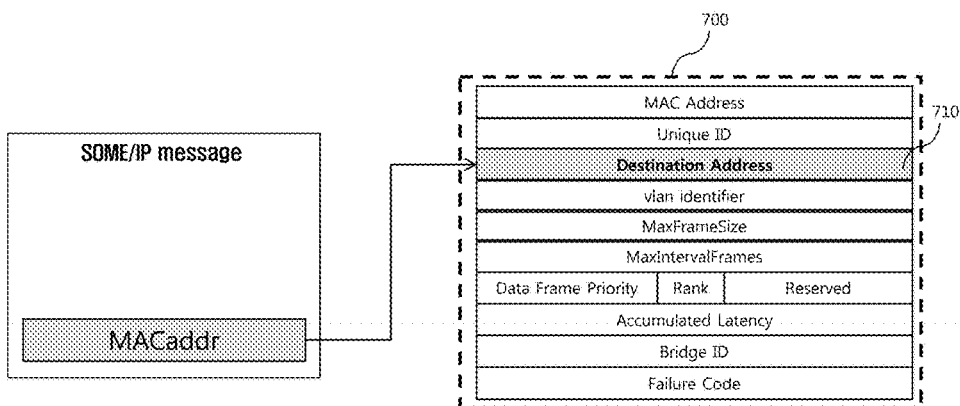 700
MAC Address
710
Unique ID
SOME/IP message
Destination Address
vlan identifier
MaxFrameSize
MaxIntervalFrames
Data Frame Priority Rank Reserved
Accumulated Latency
MACaddr
Bridge ID
Failure Code